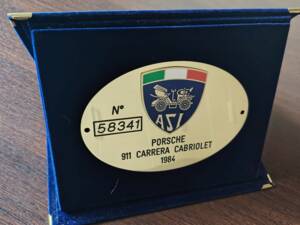 ASI
N°
58341
PORSCHE
911 CARRERA CABRIOLET
1984